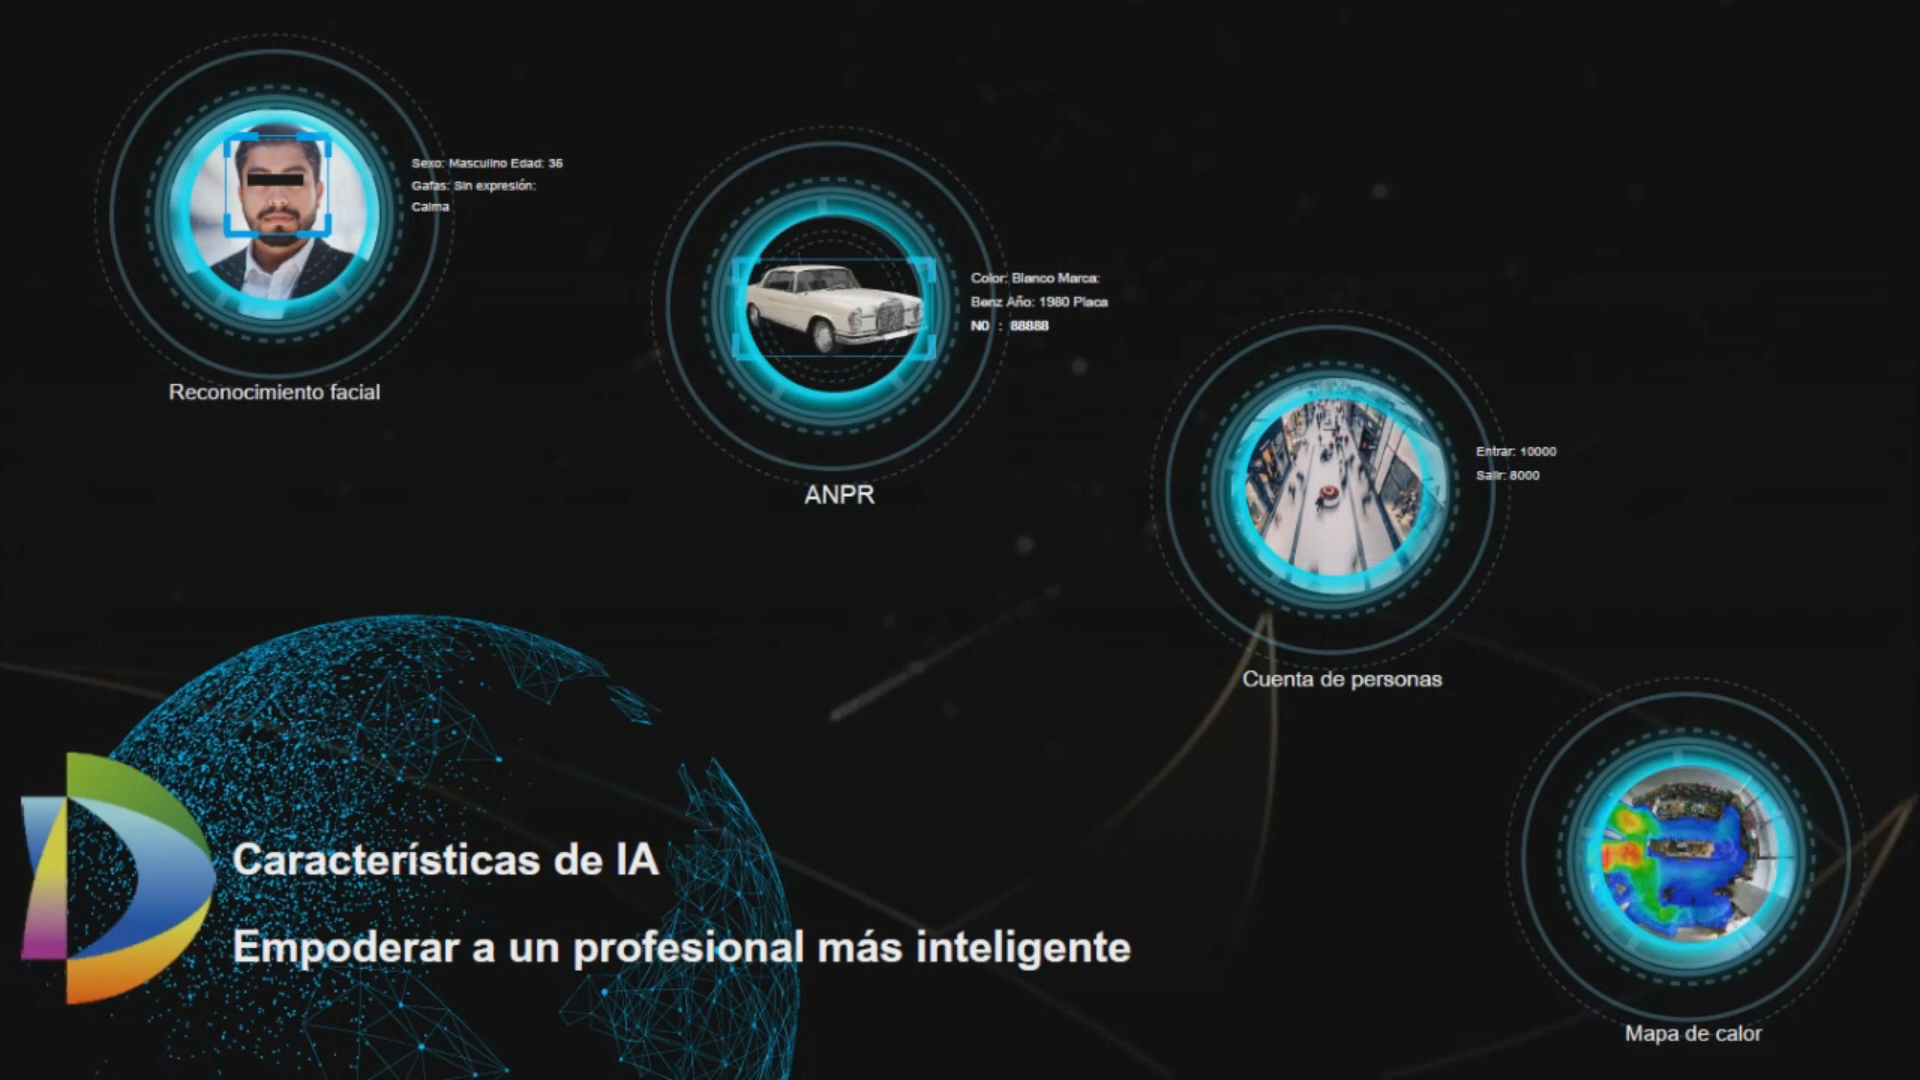 Sexo: Masculino Edad: 36
Gafas: Sin expresión:
Calma
Reconocimiento facial
Color: Blanco Marca:
Benz Año: 1980 Placa
N0 : 88888
ANPR
Entrar: 10000
Salir: 8000
Cuenta de personas
Características de IA
Empoderar a un profesional más inteligente
Mapa de calor